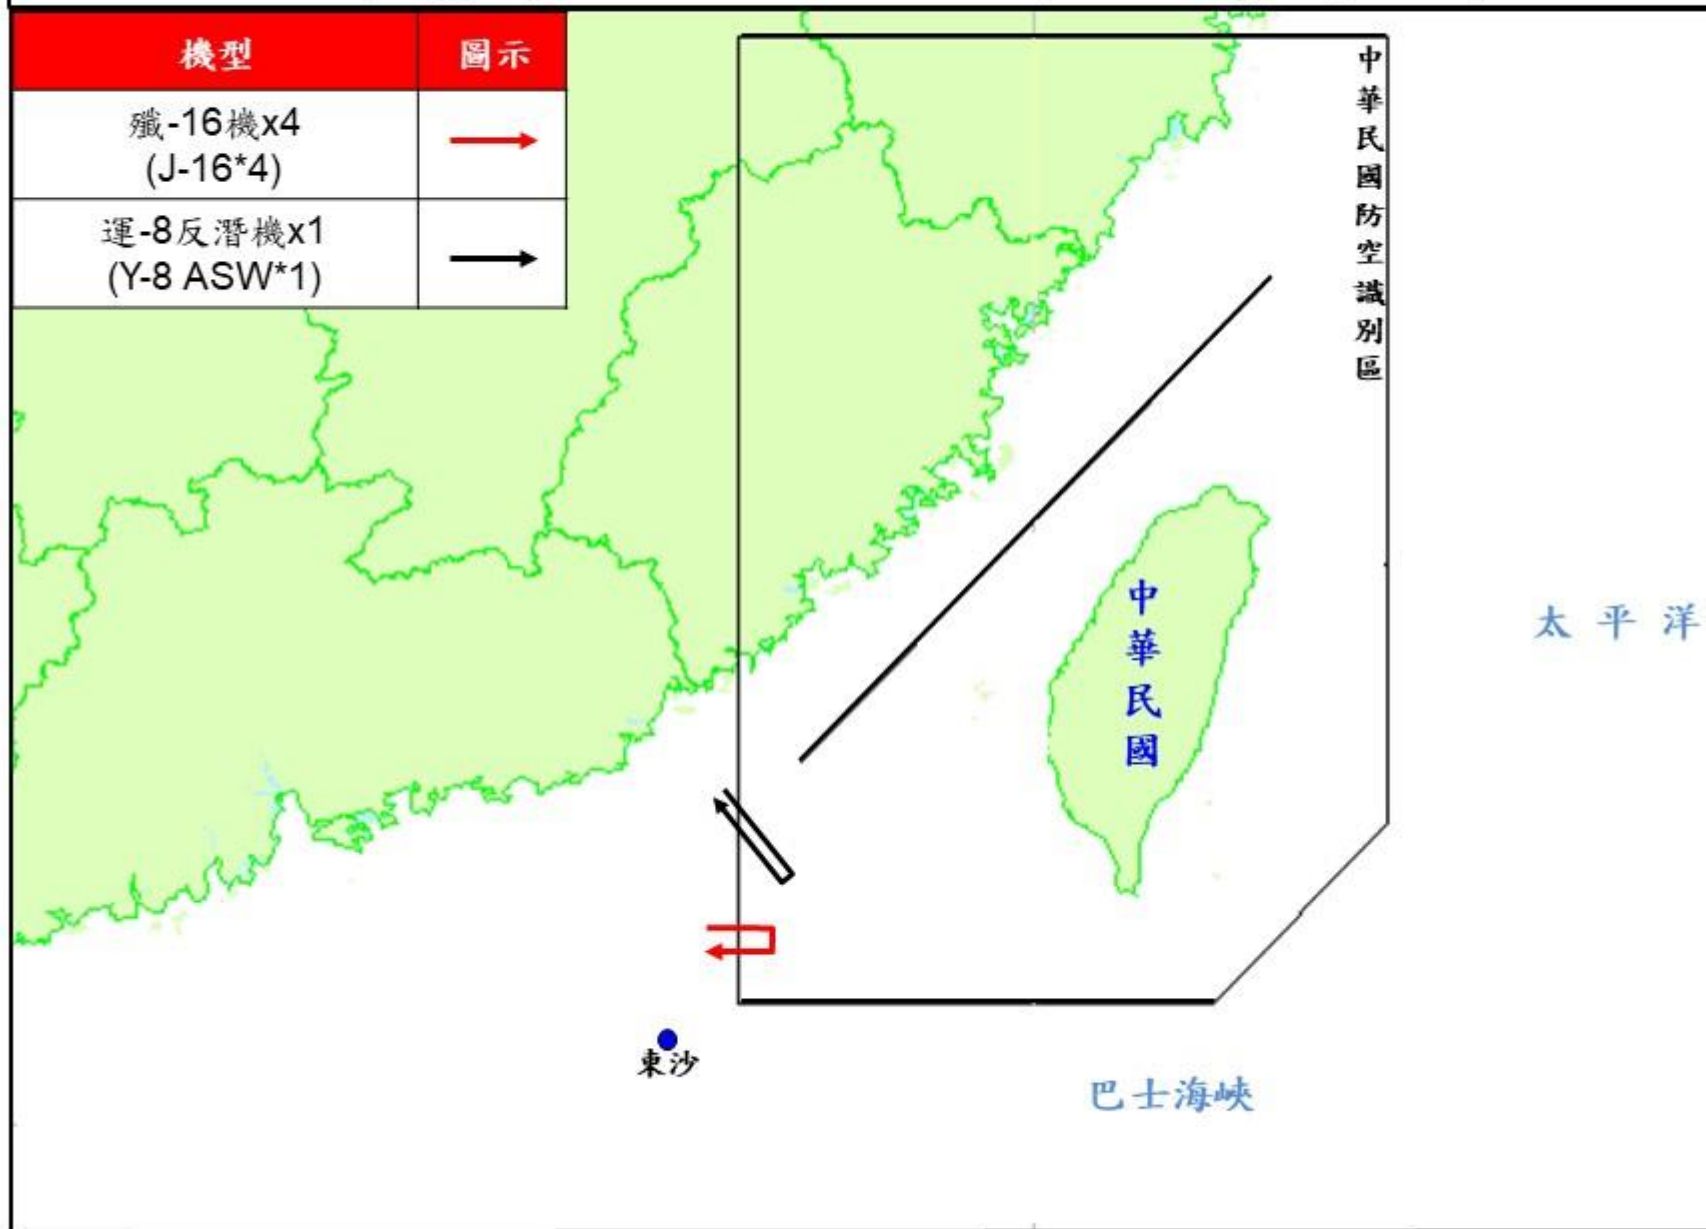 機型
圖示
殲-16機x4
(J-16*4)
運-8反潛機x1
(Y-8 ASW*1)
中華民國防空識別區
中華民國
太平洋
東沙
巴士海峽